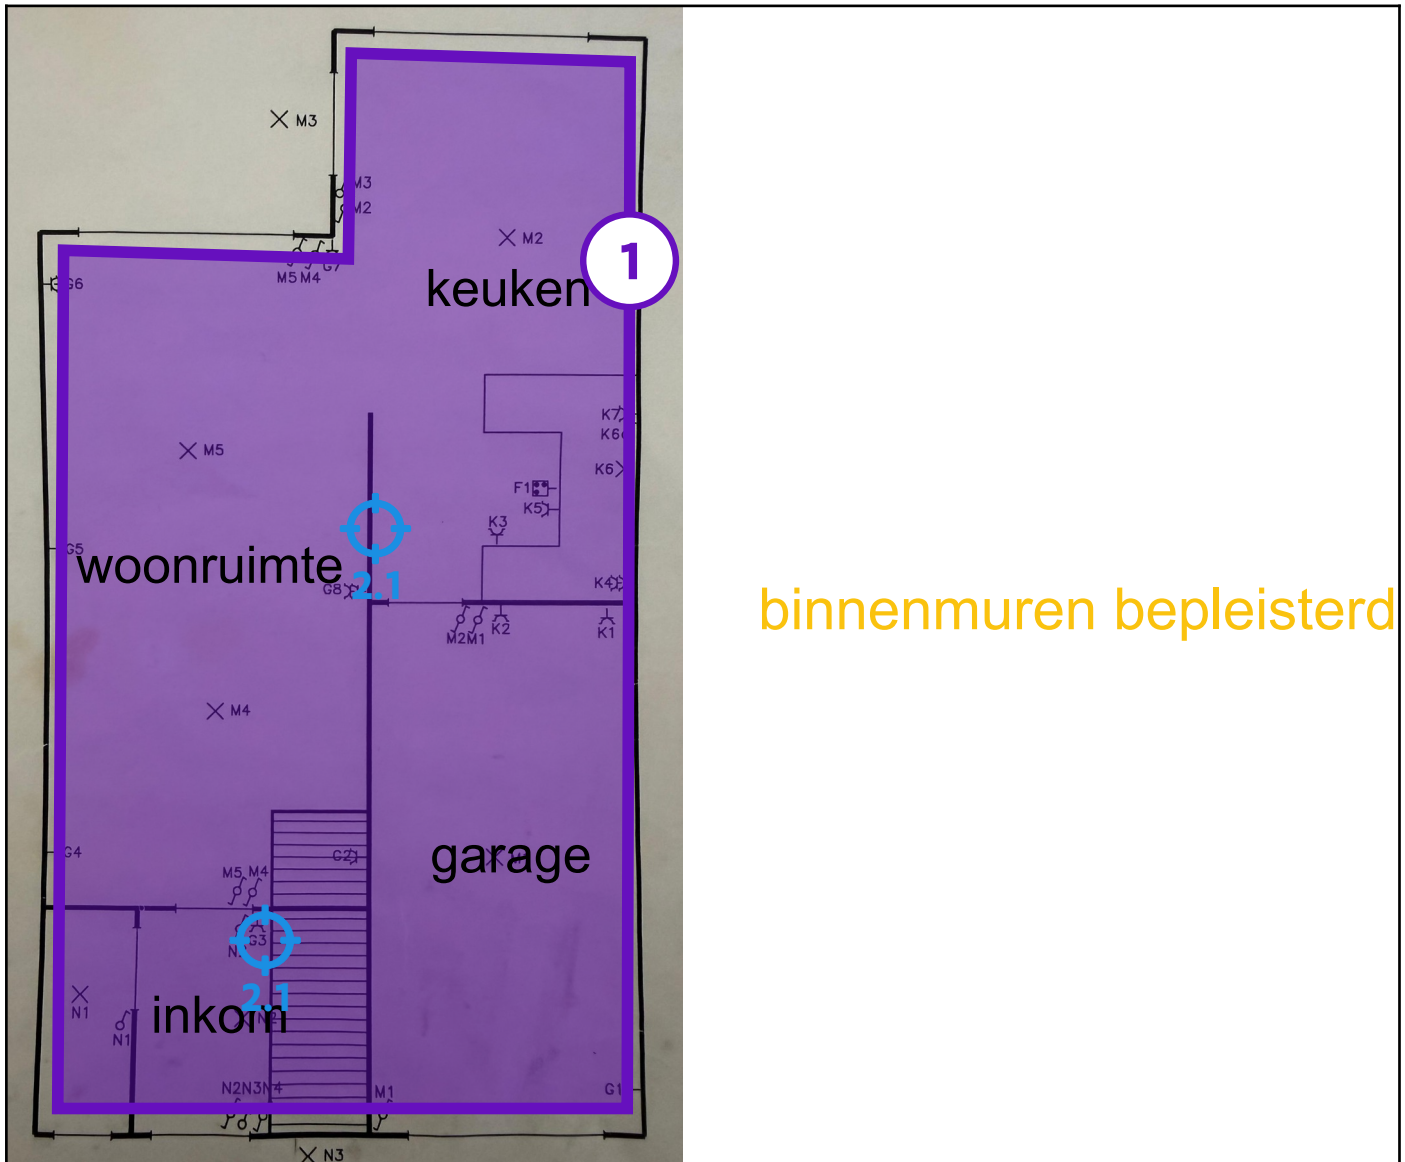 M3
M3
M2
M2
1
M5 M4
G7
G6
keuken
K7
K6
M5
K6
F1
K5
K3
G5
woonruimte
2.1
G8
K4
binnenmuren bepleisterd
M2M1
K2
K1
M4
garage
G4
M5 M4
G3
2.1
N1
inkom
N1
N2N3N4
M1
G1
N3